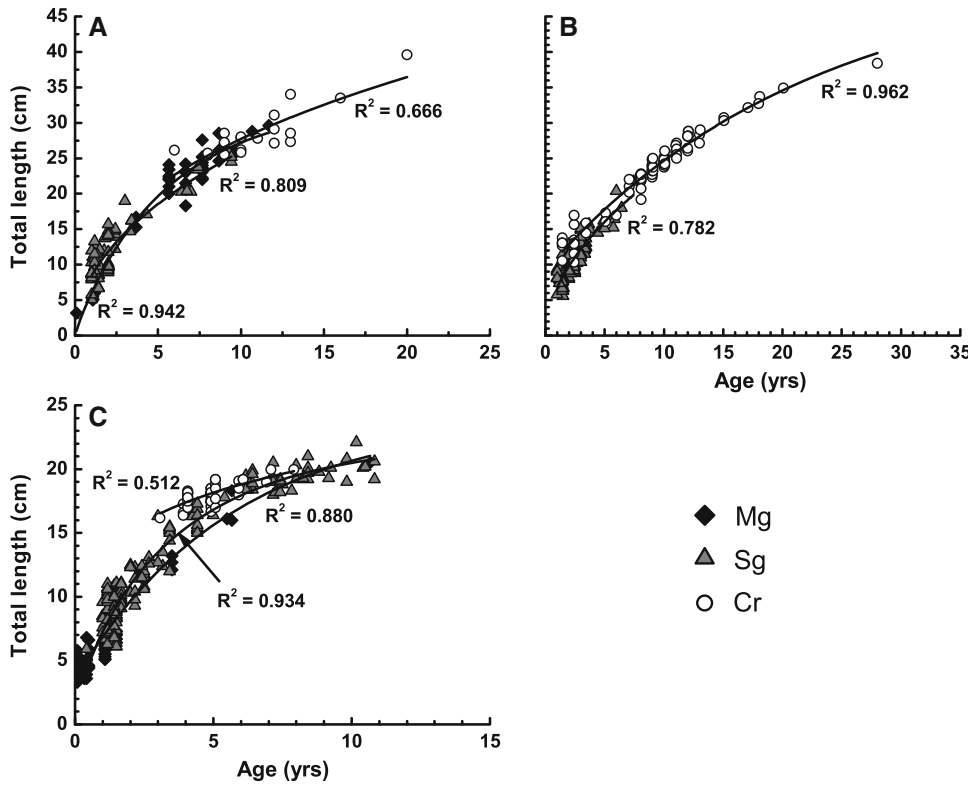 A
45
40
35
30
25
20
15
10
5
0
Total length (cm)
R² = 0.666
R² = 0.809
R² = 0.942
0 5 10 15 20 25
B
R² = 0.962
R² = 0.782
0 5 10 15 20 25 30 35
Age (yrs)
C
25
20
15
10
5
0
Total length (cm)
R² = 0.512
R² = 0.880
R² = 0.934
0 5 10 15
Age (yrs)
Mg
Sg
Cr